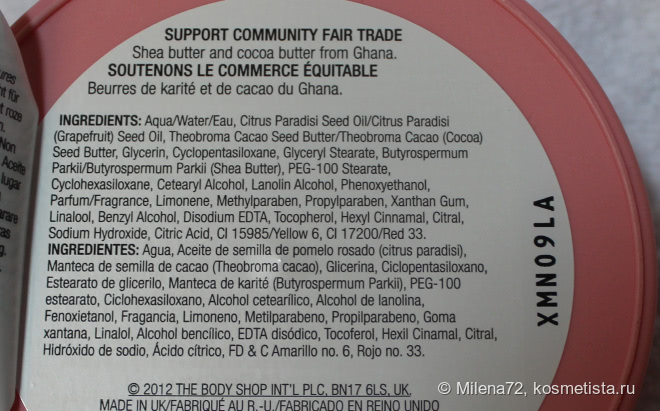 SUPPORT COMMUNITY FAIR TRADE
Shea butter and cocoa butter from Ghana.
SOUTENONS LE COMMERCE ÉQUITABLE
Beurres de karité et de cacao du Ghana.
INGREDIENTS: Aqua/Water/Eau, Citrus Paradisi Seed Oil/Citrus Paradisi
(Grapefruit) Seed Oil, Theobroma Cacao Seed Butter/Theobroma Cacao (Cocoa)
Seed Butter, Glycerin, Cyclopentasiloxane, Glyceryl Stearate, Butyrospermum
Parkii/Butyrospermum Parkii (Shea Butter), PEG-100 Stearate,
Cyclohexasiloxane, Cetearyl Alcohol, Lanolin Alcohol, Phenoxyethanol,
Parfum/Fragrance, Limonene, Methylparaben, Propylparaben, Xanthan Gum,
Linalool, Benzyl Alcohol, Disodium EDTA, Tocopherol, Hexyl Cinnamal, Citral,
Sodium Hydroxide, Citric Acid, CI 15985/Yellow 6, CI 17200/Red 33.
INGREDIENTES: Agua, Aceite de semilla de pomelo rosado (citrus paradisi),
Manteca de semilla de cacao (Theobroma cacao), Glicerina, Ciclopentasiloxano,
Estearato de glicerilo, Manteca de karité (Butyrospermum Parkii), PEG-100
estearato, Ciclohexasiloxano, Alcohol cetearílico, Alcohol de lanolina,
Fenoxietanol, Fragancia, Limoneno, Metilparabeno, Propilparabeno, Goma
xantana, Linalol, Alcohol bencílico, EDTA disódico, Tocoferol, Hexil Cinamal, Citral,
Hidróxido de sodio, Ácido cítrico, FD & C Amarillo no. 6, Rojo no. 33.
© 2012 THE BODY SHOP INT'L PLC, BN17 6LS, UK.
MADE IN UK/FABRIQUÉ AU R.-U./FABRICADO EN REINO UNIDO
XMN09LA
für
roze
Non
Aceite
lugar
© Milena72, kosmetista.ru